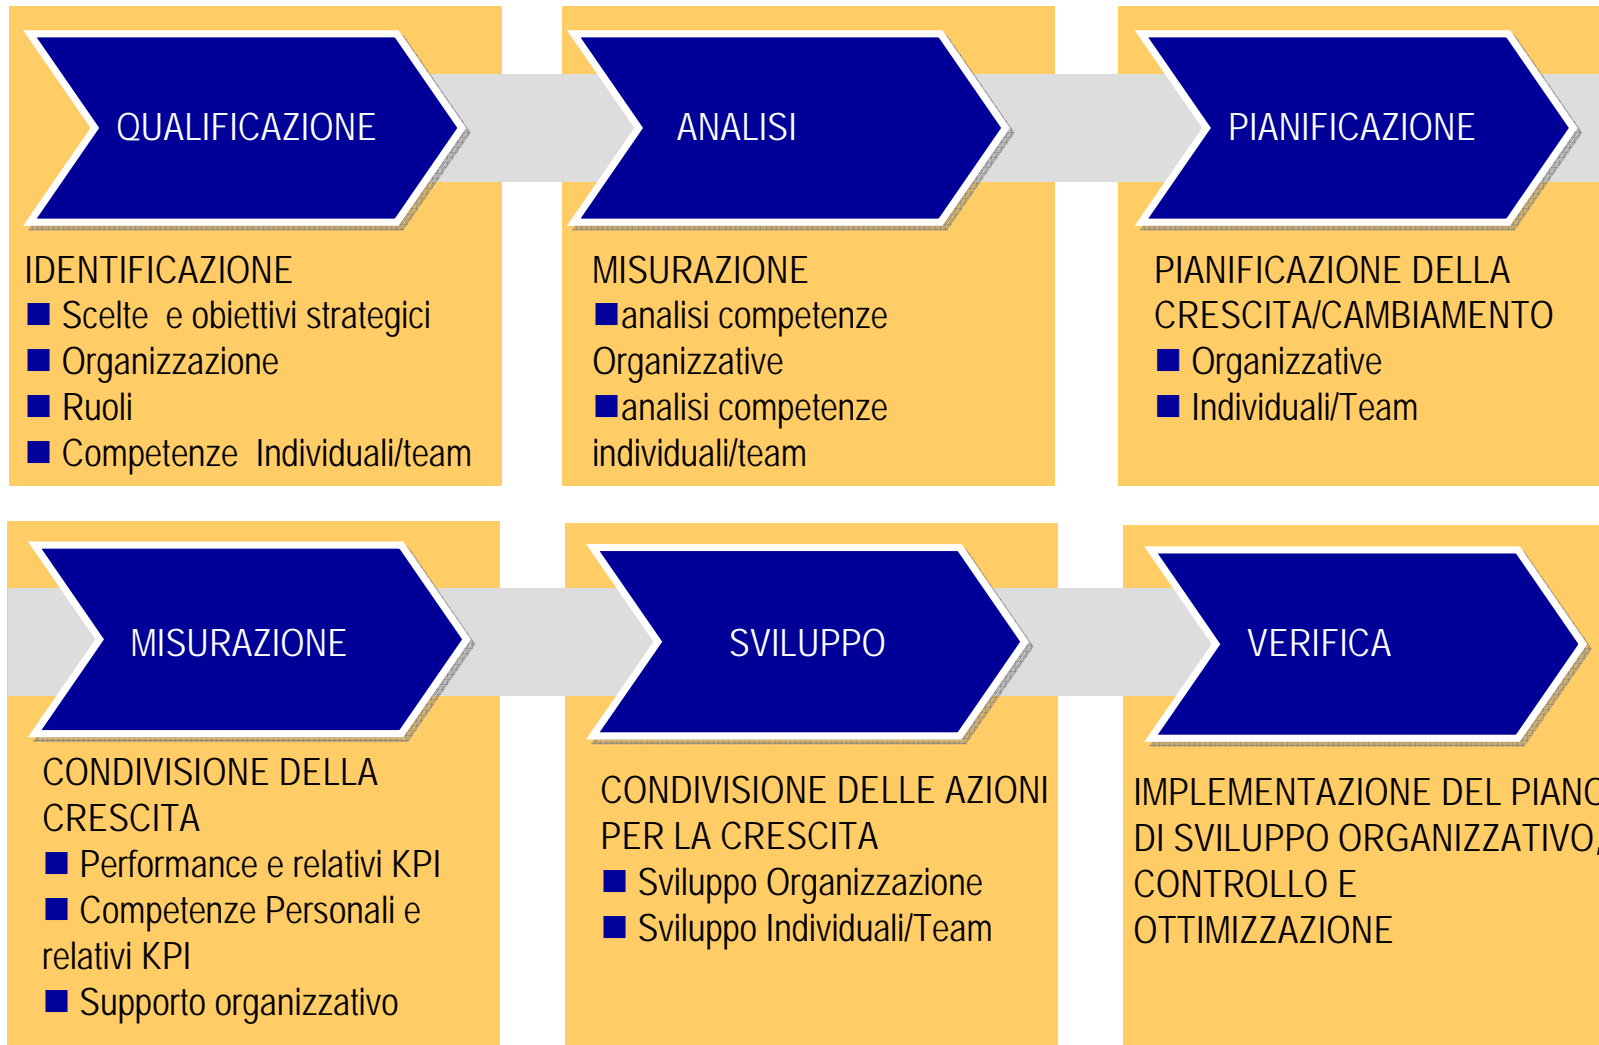 QUALIFICAZIONE
IDENTIFICAZIONE
Scelte e obiettivi strategici
Organizzazione
Ruoli
Competenze Individuali/team
ANALISI
MISURAZIONE
analisi competenze
Organizzative
analisi competenze
individuali/team
PIANIFICAZIONE
PIANIFICAZIONE DELLA
CRESCITA/CAMBIAMENTO
Organizzative
Individuali/Team
MISURAZIONE
CONDIVISIONE DELLA
CRESCITA
Performance e relativi KPI
Competenze Personali e
relativi KPI
Supporto organizzativo
SVILUPPO
CONDIVISIONE DELLE AZIONI
PER LA CRESCITA
Sviluppo Organizzazione
Sviluppo Individuali/Team
VERIFICA
IMPLEMENTAZIONE DEL PIANO
DI SVILUPPO ORGANIZZATIVO,
CONTROLLO E
OTTIMIZZAZIONE